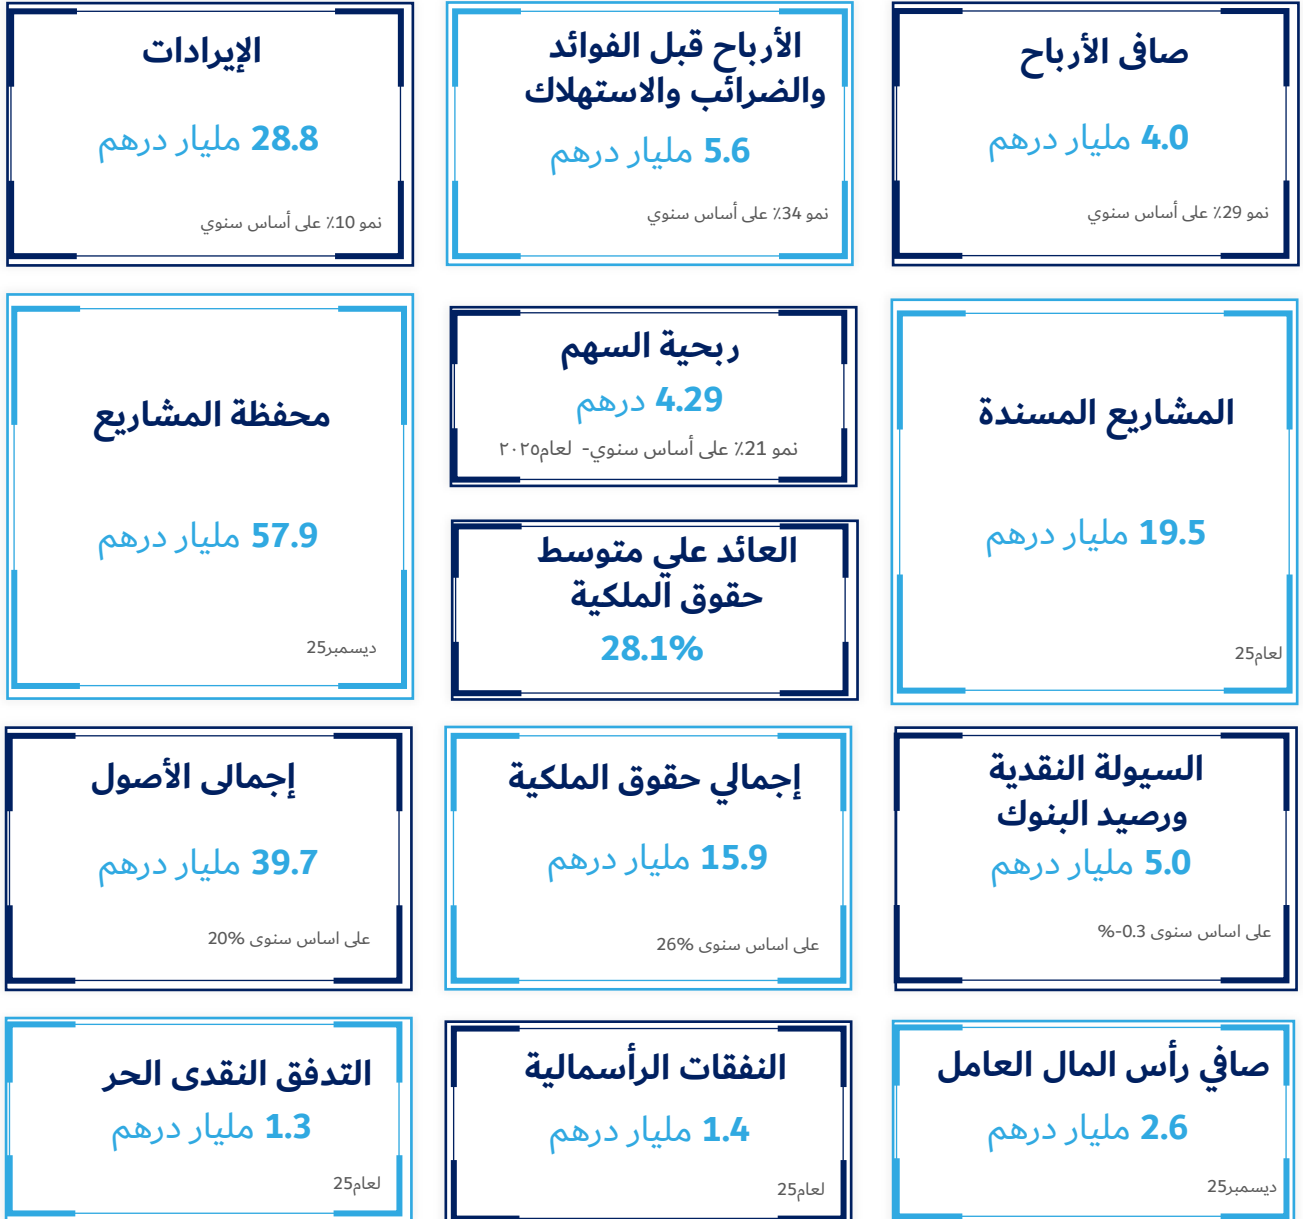 صافى الأرباح
4.0 مليار درهم
نمو 29٪ على أساس سنوي
الأرباح قبل الفوائد
والضرائب والاستهلاك
5.6 مليار درهم
نمو 34٪ على أساس سنوي
الإيرادات
28.8 مليار درهم
نمو 10٪ على أساس سنوي
المشاريع المسندة
19.5 مليار درهم
لعام25
ربحية السهم
4.29 درهم
نمو 21٪ على أساس سنوي- لعام٢٠٢٥
العائد علي متوسط
حقوق الملكية
28.1%
محفظة المشاريع
57.9 مليار درهم
ديسمبر25
السيولة النقدية
ورصيد البنوك
5.0 مليار درهم
على اساس سنوى 0.3-%
إجمالي حقوق الملكية
15.9 مليار درهم
على اساس سنوى 26%
إجمالى الأصول
39.7 مليار درهم
على اساس سنوى 20%
صافي رأس المال العامل
2.6 مليار درهم
ديسمبر25
النفقات الرأسمالية
1.4 مليار درهم
لعام25
التدفق النقدى الحر
1.3 مليار درهم
لعام25